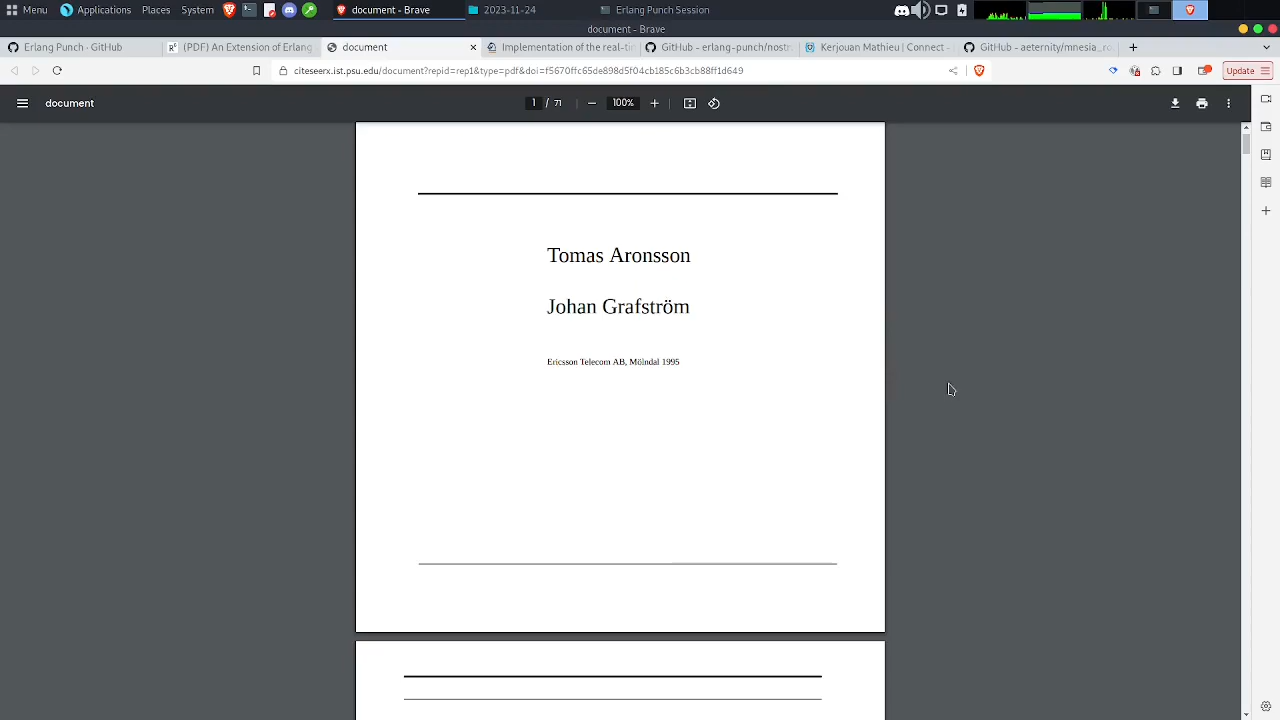 Menu Applications Places System document - Brave 2023-11-24 Erlang Punch Session
document - Brave
Erlang Punch · GitHub (PDF) An Extension of Erlang document Implementation of the real-ti GitHub - erlang-punch/nostr Kerjouan Mathieu | Connect - GitHub - aeternity/mnesia_ro
citeseerx.ist.psu.edu/document?repid=rep1&type=pdf&doi=f5670ffc65de898d5f04cb185c6b3cb88ff1d649 Update
document 1 / 71 100%
Tomas Aronsson
Johan Grafström
Ericsson Telecom AB, Mölndal 1995